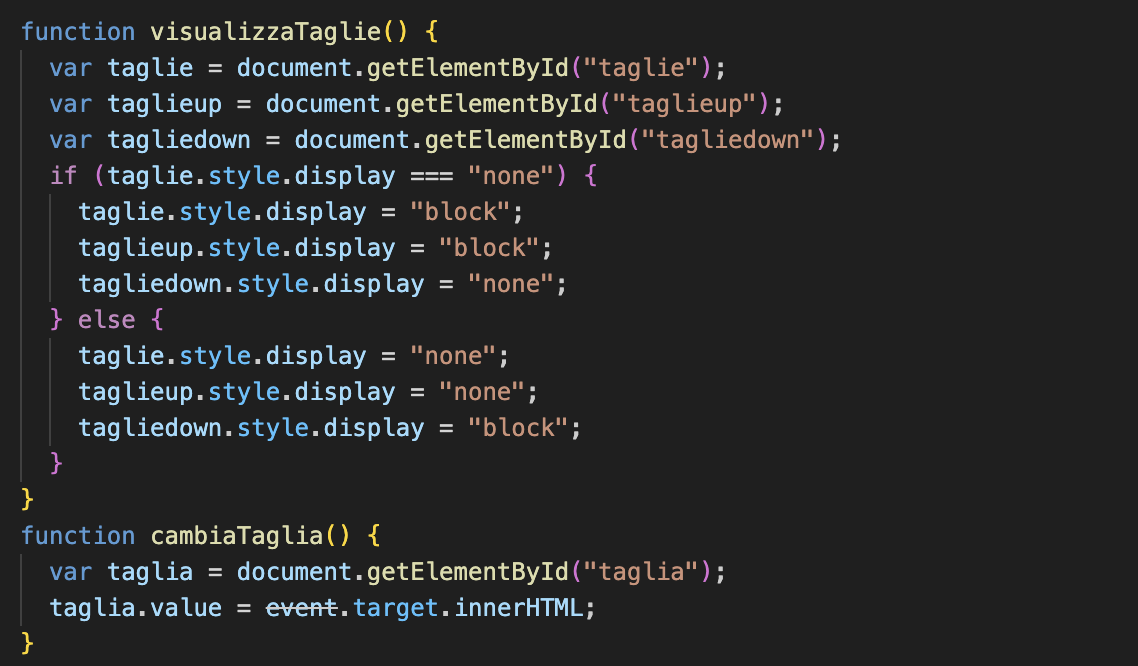 function visualizzaTaglie() {
  var taglie = document.getElementById("taglie");
  var taglieup = document.getElementById("taglieup");
  var tagliedown = document.getElementById("tagliedown");
  if (taglie.style.display === "none") {
    taglie.style.display = "block";
    taglieup.style.display = "block";
    tagliedown.style.display = "none";
  } else {
    taglie.style.display = "none";
    taglieup.style.display = "none";
    tagliedown.style.display = "block";
  }
}
function cambiaTaglia() {
  var taglia = document.getElementById("taglia");
  taglia.value = event.target.innerHTML;
}